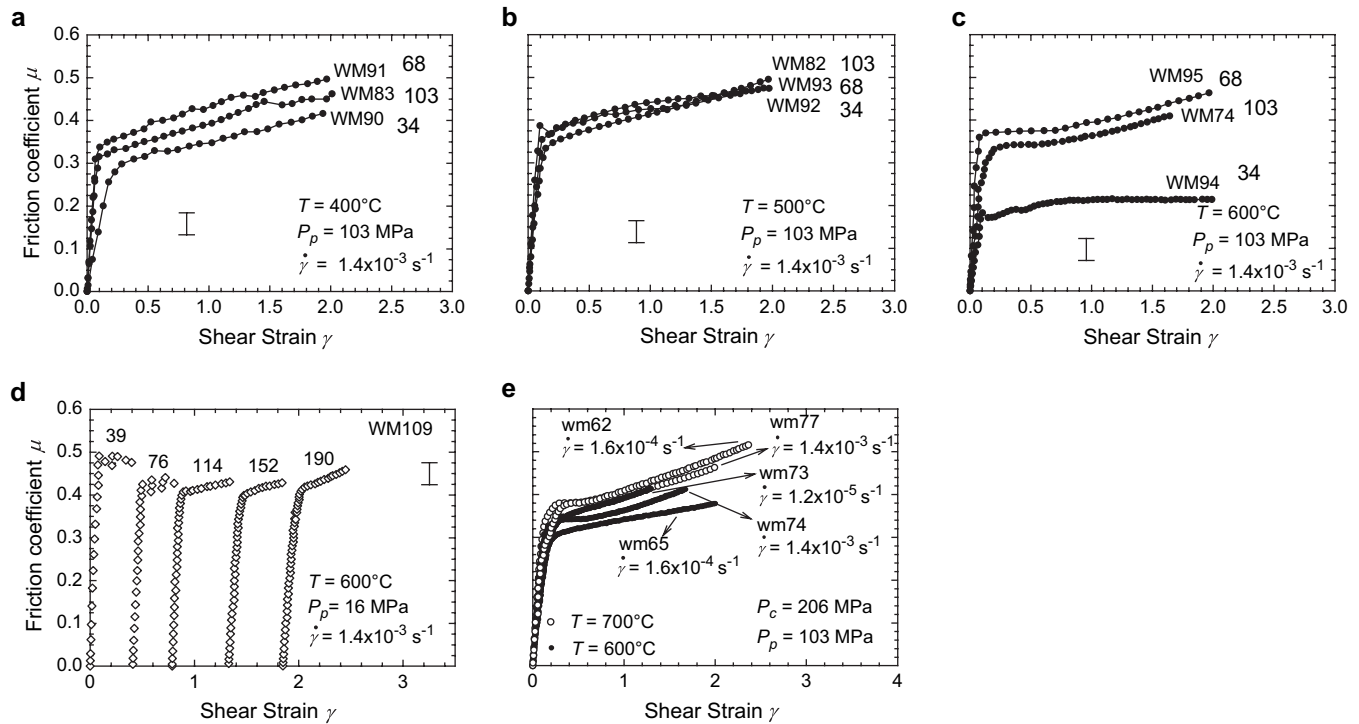 a
0.6
0.5
0.4
0.3
0.2
0.1
0.0
Friction coefficient μ
WM91 68
WM83 103
WM90 34
T = 400°C
Pp = 103 MPa
γ̇ = 1.4x10-3 s-1
0.0 0.5 1.0 1.5 2.0 2.5 3.0
Shear Strain γ
b
WM82 103
WM93 68
WM92 34
T = 500°C
Pp = 103 MPa
γ̇ = 1.4x10-3 s-1
0.0 0.5 1.0 1.5 2.0 2.5 3.0
Shear Strain γ
c
WM95 68
WM74 103
WM94 34
T = 600°C
Pp = 103 MPa
γ̇ = 1.4x10-3 s-1
0.0 0.5 1.0 1.5 2.0 2.5 3.0
Shear Strain γ
d
0.6
0.5
0.4
0.3
0.2
0.1
0.0
Friction coefficient μ
39 76 114 152 190
WM109
T = 600°C
Pp = 16 MPa
γ̇ = 1.4x10-3 s-1
0 1 2 3
Shear Strain γ
e
wm62
γ̇ = 1.6x10-4 s-1
wm77
γ̇ = 1.4x10-3 s-1
wm73
γ̇ = 1.2x10-5 s-1
wm74
γ̇ = 1.4x10-3 s-1
wm65
γ̇ = 1.6x10-4 s-1
T = 700°C
T = 600°C
Pc = 206 MPa
Pp = 103 MPa
0 1 2 3 4
Shear Strain γ